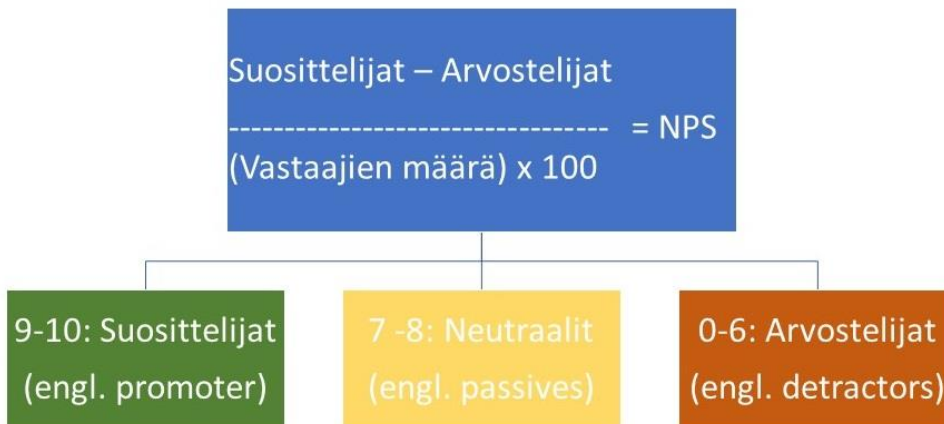 Suosittelijat – Arvostelijat
---------------------------------- = NPS
(Vastaajien määrä) x 100
9-10: Suosittelijat
(engl. promoter)
7 -8: Neutraalit
(engl. passives)
0-6: Arvostelijat
(engl. detractors)